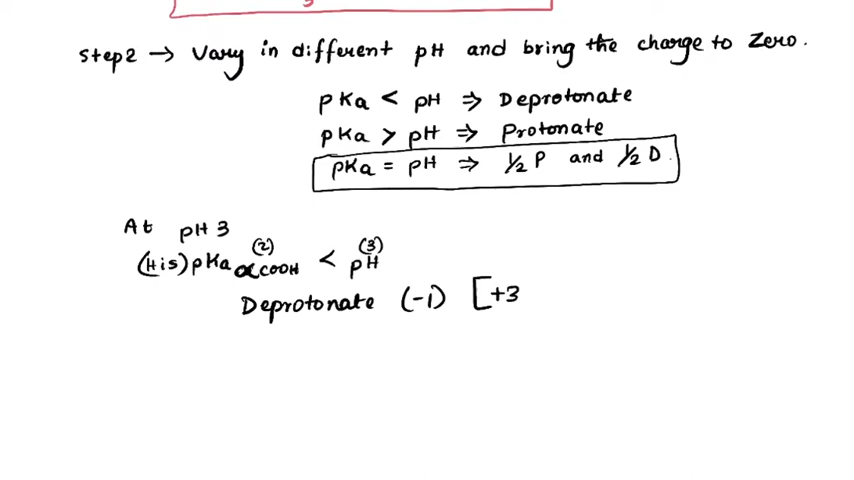 Step2 → Vary in different pH and bring the charge to Zero.
pKa < pH ⇒ Deprotonate
pKa > pH ⇒ Protonate
pKa = pH ⇒ 1/2 P and 1/2 D.
At pH 3
(2) (3)
(His)pKa αCOOH < pH
Deprotonate (-1) [+3